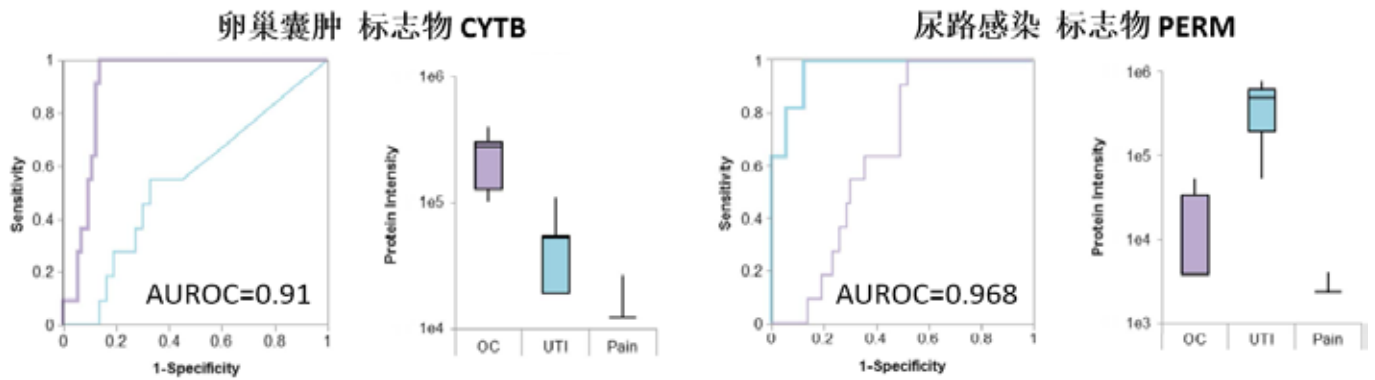 卵巢囊肿 标志物 CYTB
Sensitivity
1
0.8
0.6
0.4
0.2
0
AUROC=0.91
0 0.2 0.4 0.6 0.8 1
1-Specificity
Protein Intensity
1e6
1e5
1e4
OC UTI Pain
尿路感染 标志物 PERM
Sensitivity
1
0.8
0.6
0.4
0.2
0
AUROC=0.968
0 0.2 0.4 0.6 0.8 1
1-Specificity
Protein Intensity
1e6
1e5
1e4
1e3
OC UTI Pain